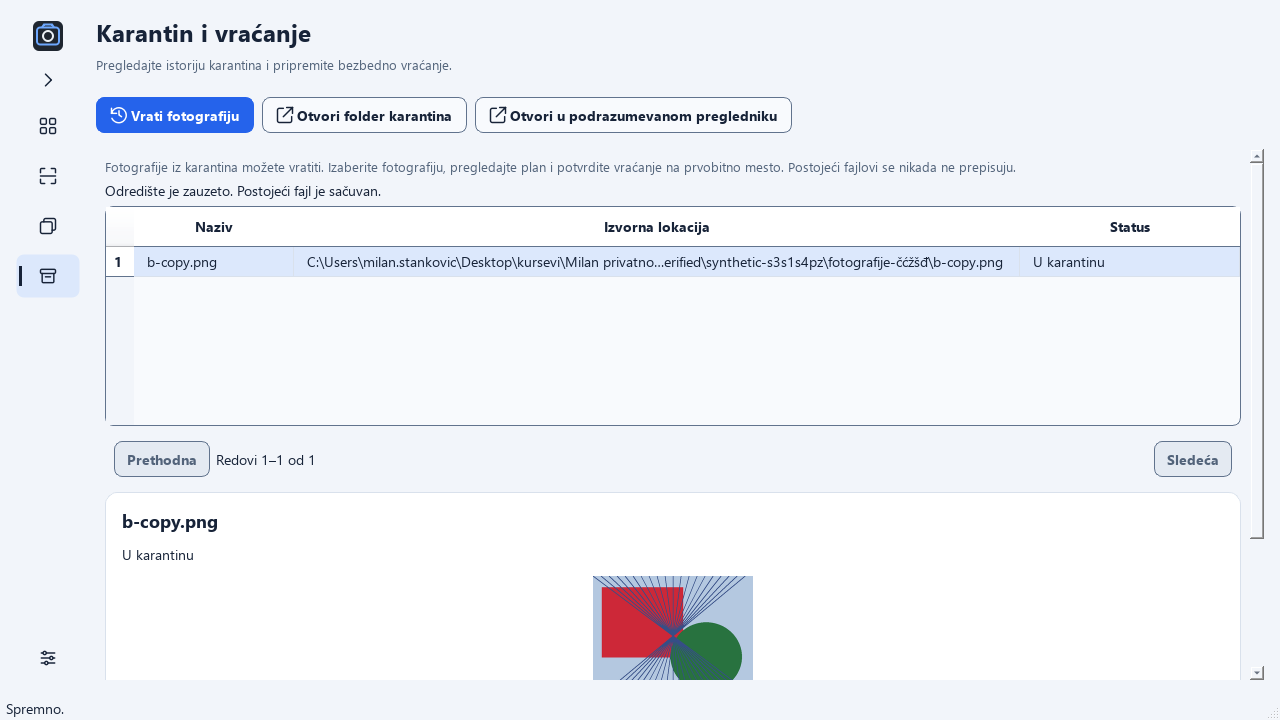 Karantin i vraćanje
Pregledajte istoriju karantina i pripremite bezbedno vraćanje.
Vrati fotografiju
Otvori folder karantina
Otvori u podrazumevanom pregledniku
Fotografije iz karantina možete vratiti. Izaberite fotografiju, pregledajte plan i potvrdite vraćanje na prvobitno mesto. Postojeći fajlovi se nikada ne prepisuju.
Odredište je zauzeto. Postojeći fajl je sačuvan.
Naziv Izvorna lokacija Status
1 b-copy.png C:\Users\milan.stankovic\Desktop\kursevi\Milan privatno...erified\synthetic-s3s1s4pz\fotografije-čćžšđ\b-copy.png U karantinu
Prethodna Redovi 1–1 od 1 Sledeća
b-copy.png
U karantinu
Spremno.